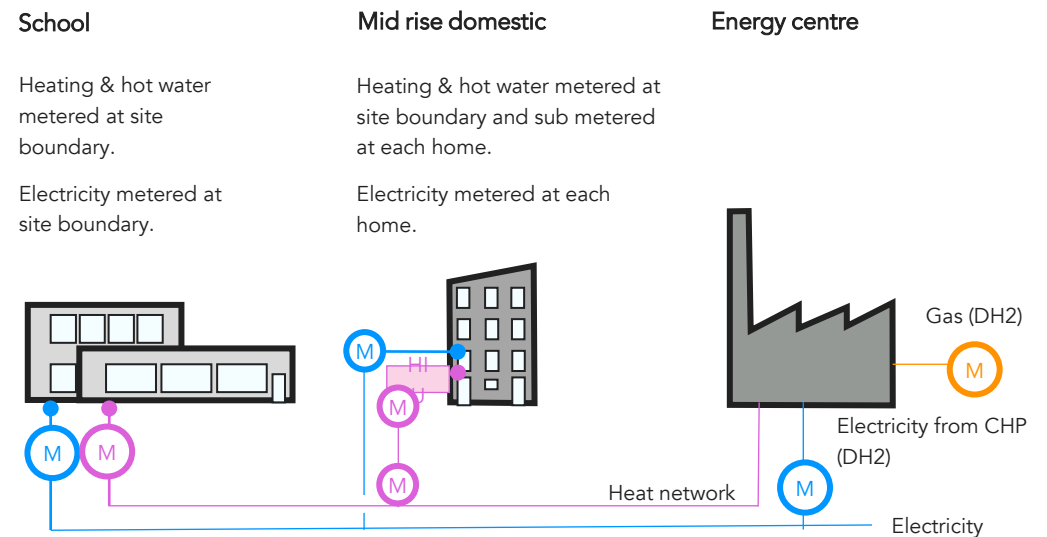 School
Heating & hot water
metered at site
boundary.
Electricity metered at
site boundary.
Mid rise domestic
Heating & hot water metered at
site boundary and sub metered
at each home.
Electricity metered at each
home.
Energy centre
M
HI
U
M
M
M
M
Gas (DH2)
M
Electricity from CHP
(DH2)
M
Heat network
Electricity